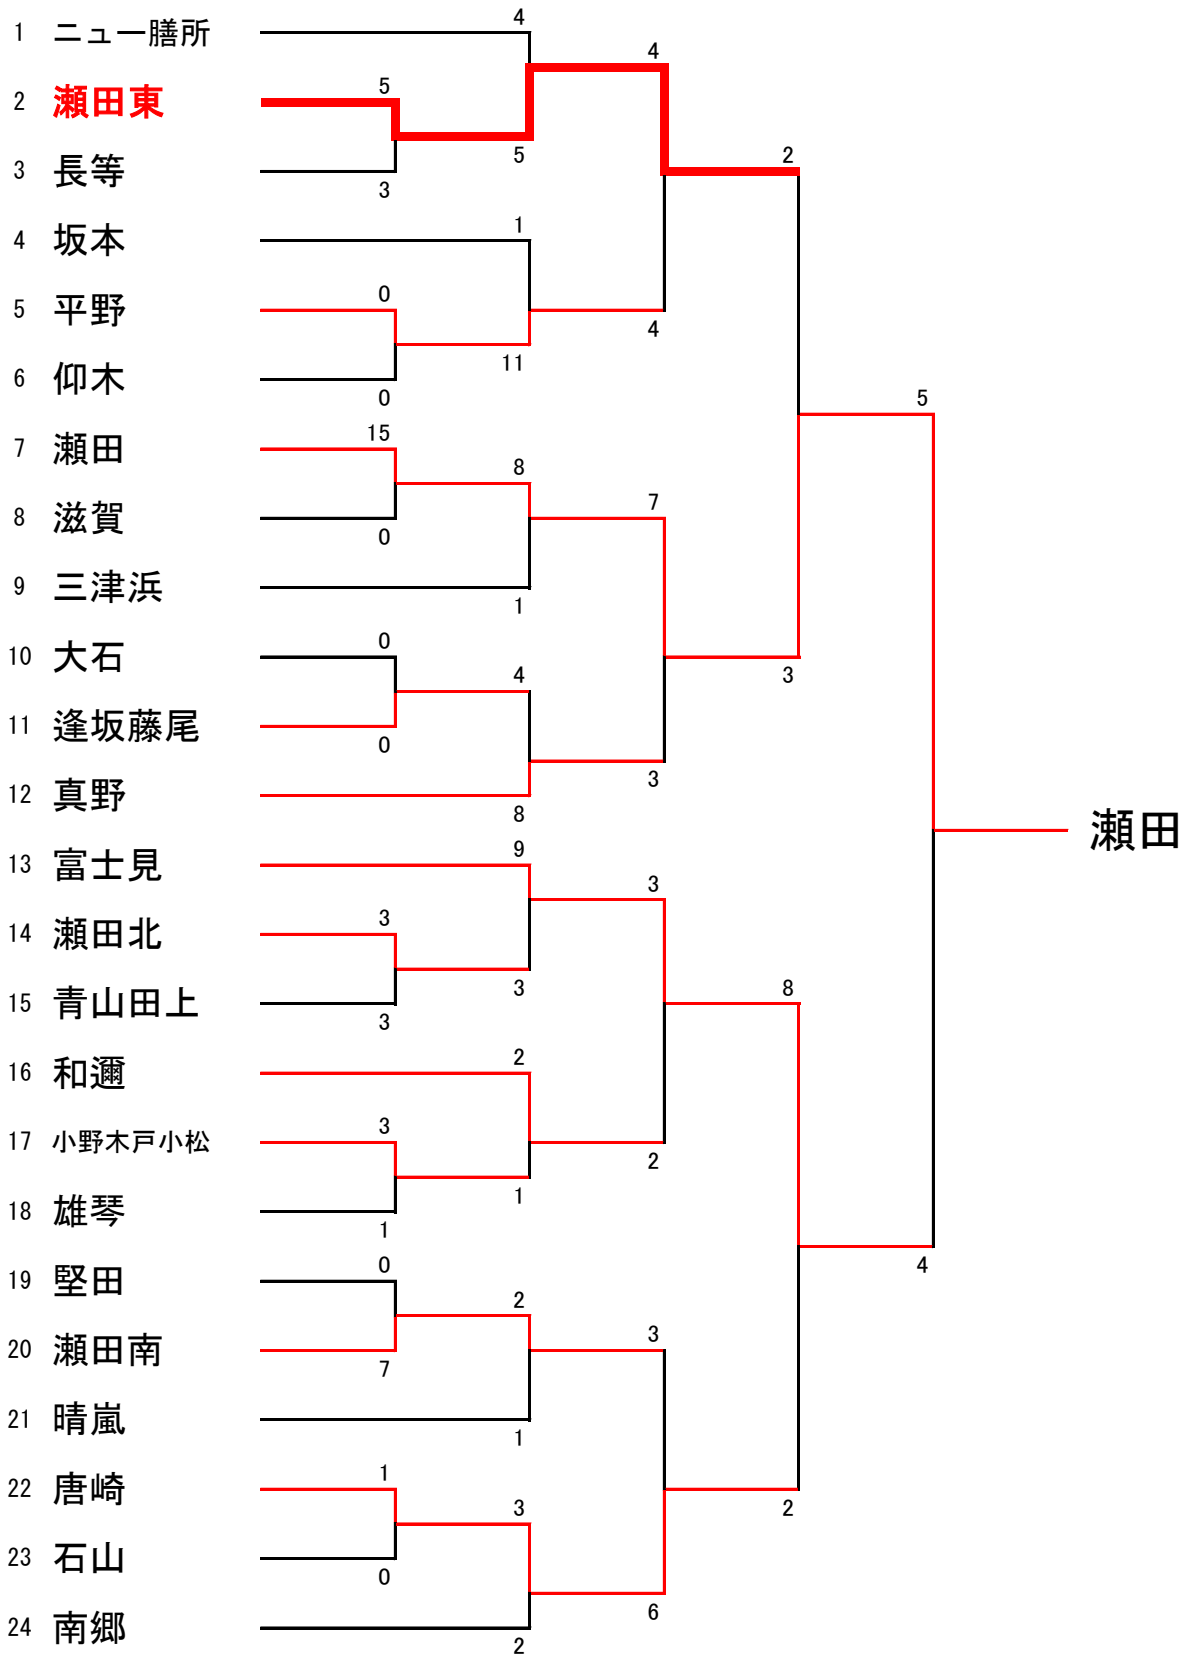 4
1 ニュー膳所
4
5
2 瀬田東
5
2
3 長等
3
1
4 坂本
0
5 平野
4
11
6 仰木
0
5
15
7 瀬田
8
7
8 滋賀
0
9 三津浜
1
0
10 大石
4
3
11 逢坂藤尾
0
3
12 真野
8
瀬田
9
13 富士見
3
3
14 瀬田北
3
8
15 青山田上
3
2
16 和邇
3
17 小野木戸小松
2
1
18 雄琴
1
0
4
19 堅田
2
3
20 瀬田南
7
21 晴嵐
1
1
22 唐崎
3
2
23 石山
0
6
24 南郷
2